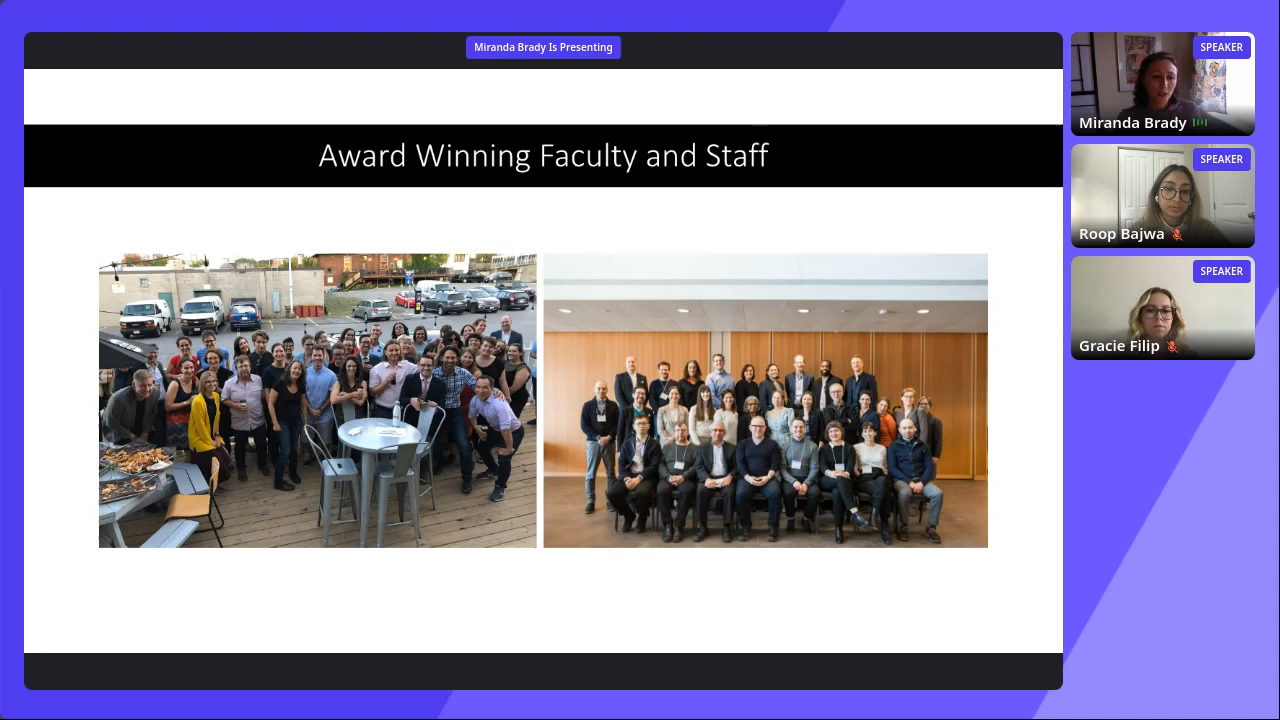 Miranda Brady Is Presenting
Award Winning Faculty and Staff
SPEAKER
Miranda Brady
SPEAKER
Roop Bajwa
SPEAKER
Gracie Filip